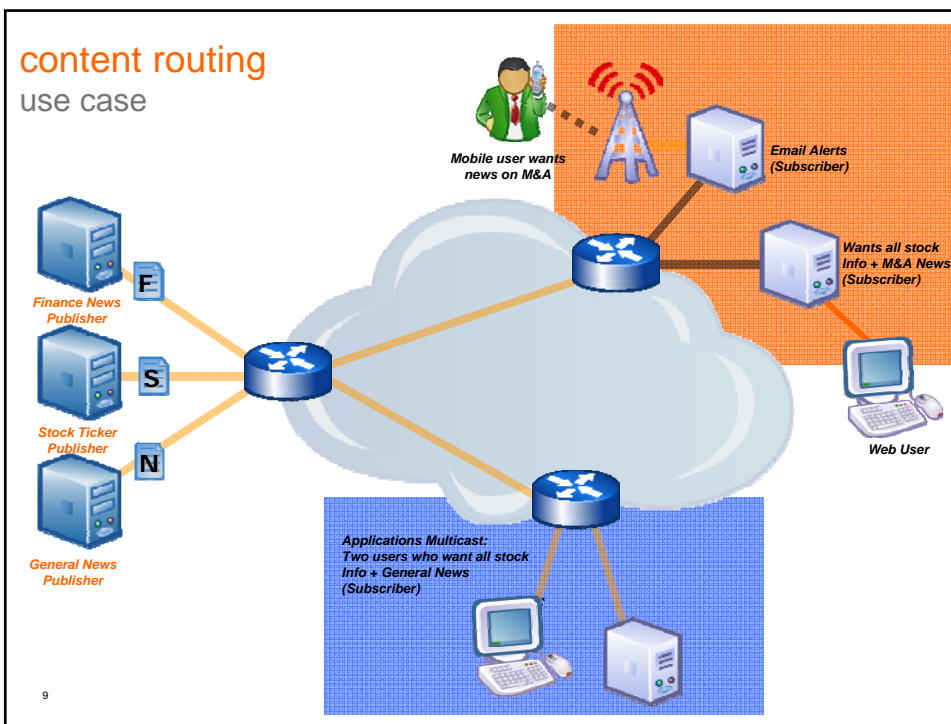 content routing
use case
Mobile user wants
news on M&A
Email Alerts
(Subscriber)
Wants all stock
Info + M&A News
(Subscriber)
Web User
F
Finance News
Publisher
S
Stock Ticker
Publisher
N
General News
Publisher
Applications Multicast:
Two users who want all stock
Info + General News
(Subscriber)
9